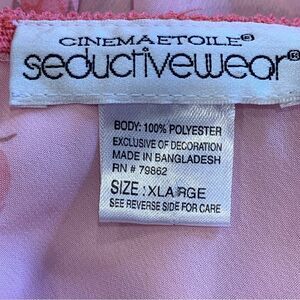 CINEMAETOILE®
seductivewear®
BODY: 100% POLYESTER
EXCLUSIVE OF DECORATION
MADE IN BANGLADESH
RN # 79862
SIZE : XLARGE
SEE REVERSE SIDE FOR CARE